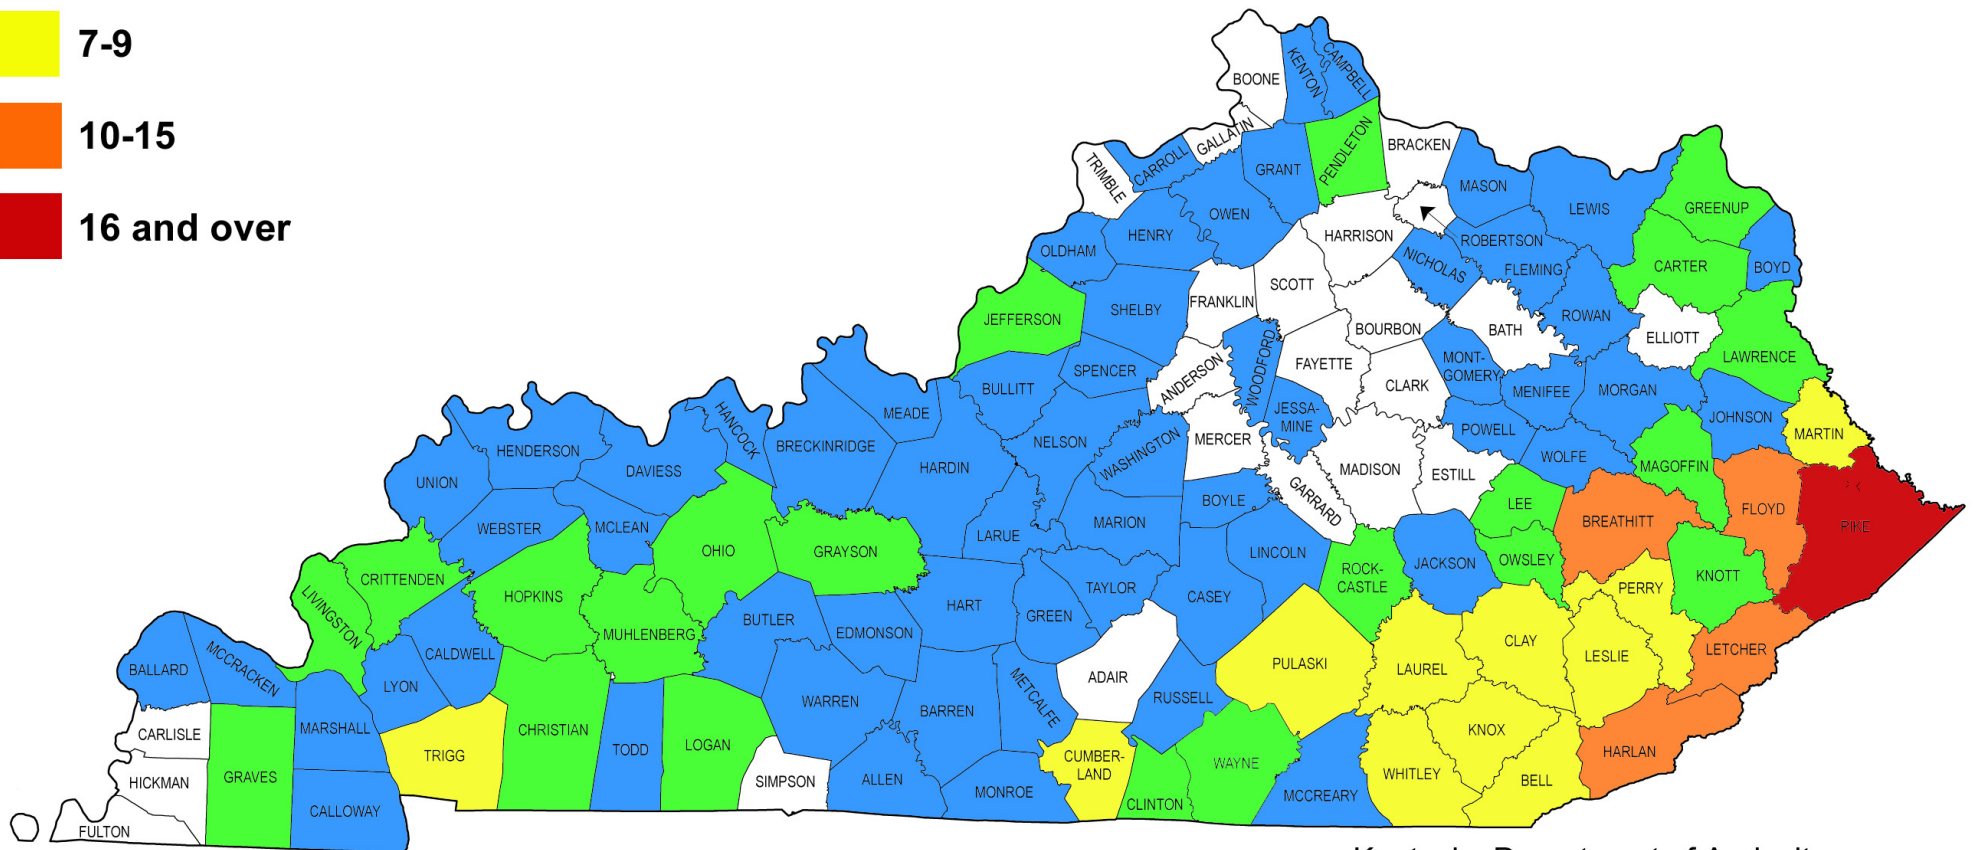 7-9
10-15
16 and over
BOONE
KENTON
CAMPBELL
GALLATIN
CARROLL
TRIMBLE
GRANT
PENDLETON
BRACKEN
MASON
LEWIS
GREENUP
OWEN
HENRY
OLDHAM
HARRISON
ROBERTSON
NICHOLAS
FLEMING
CARTER
BOYD
SCOTT
FRANKLIN
SHELBY
JEFFERSON
BOURBON
BATH
ROWAN
ELLIOTT
LAWRENCE
FAYETTE
WOODFORD
ANDERSON
SPENCER
BULLITT
CLARK
MONT-
GOMERY
MENIFEE
MORGAN
JOHNSON
MARTIN
JESSA-
MINE
MERCER
WASHINGTON
NELSON
MEADE
HANCOCK
BRECKINRIDGE
HARDIN
HENDERSON
DAVIESS
UNION
POWELL
WOLFE
MAGOFFIN
MADISON
ESTILL
GARRARD
BOYLE
MARION
LARUE
LEE
BREATHITT
FLOYD
PIKE
WEBSTER
MCLEAN
OHIO
GRAYSON
LINCOLN
ROCK-
CASTLE
JACKSON
OWSLEY
PERRY
KNOTT
CRITTENDEN
LIVINGSTON
HOPKINS
MUHLENBERG
BUTLER
EDMONSON
HART
GREEN
TAYLOR
CASEY
CLAY
LESLIE
LETCHER
BALLARD
MCCRACKEN
LYON
CALDWELL
WARREN
BARREN
METCALFE
ADAIR
RUSSELL
PULASKI
LAUREL
CARLISLE
MARSHALL
TRIGG
CHRISTIAN
TODD
LOGAN
SIMPSON
ALLEN
MONROE
CUMBER-
LAND
CLINTON
WAYNE
MCCREARY
WHITLEY
KNOX
BELL
HARLAN
HICKMAN
GRAVES
CALLOWAY
FULTON